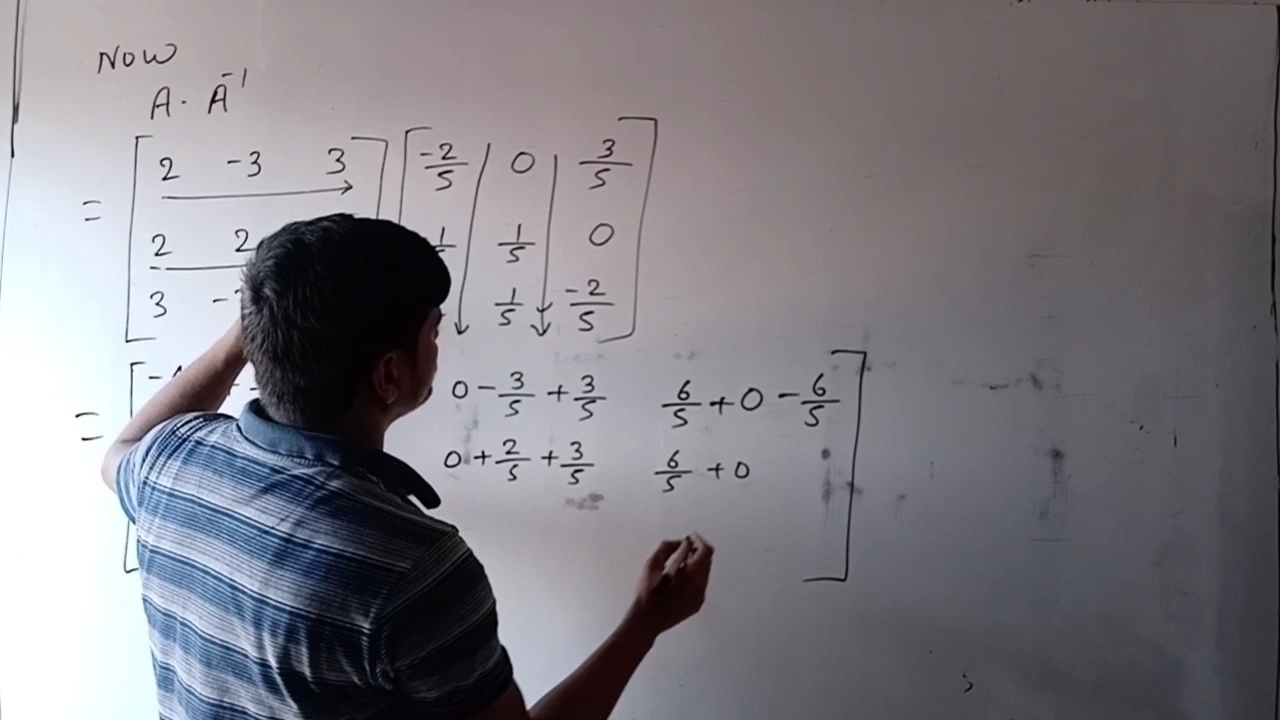 Now
A · A⁻¹
= [ 2 -3 3 ] [ -2/5 0 3/5 ]
2 2 1/5 1/5 0
3 - 1/5 -2/5
= [ - 0 - 3/5 + 3/5 6/5 + 0 - 6/5 ]
0 + 2/5 + 3/5 6/5 + 0